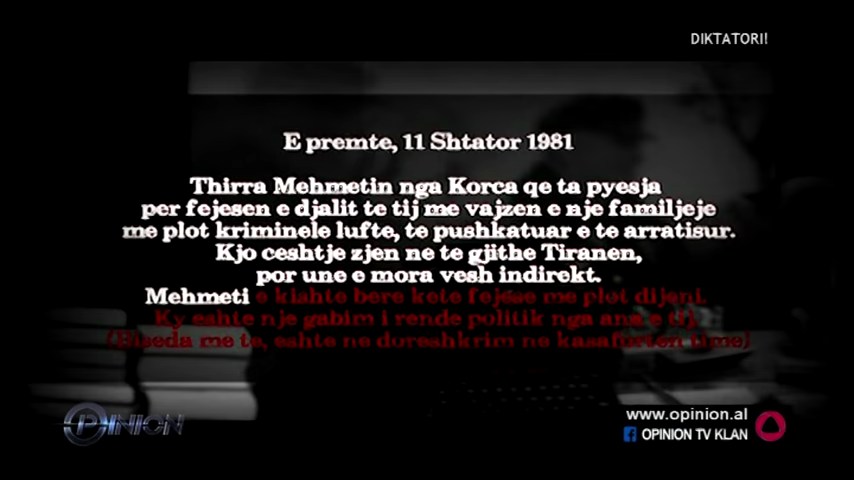 DIKTATORI!
E premte, 11 Shtator 1981
Thirra Mehmetin nga Korca qe ta pyesja
per fejesen e djalit te tij me vajzen e nje familjeje
me plot kriminele lufte, te pushkatuar e te arratisur.
Kjo ceshtje zjen ne te gjithe Tiranen,
por une e mora vesh indirekt.
Mehmeti e kishte bere kete fejese me plot dijeni.
Ky eshte nje gabim i rende politik nga ana e tij.
(Biseda me te, eshte ne doreshkrim ne kasaforten time)
OPINION
www.opinion.al
OPINION TV KLAN